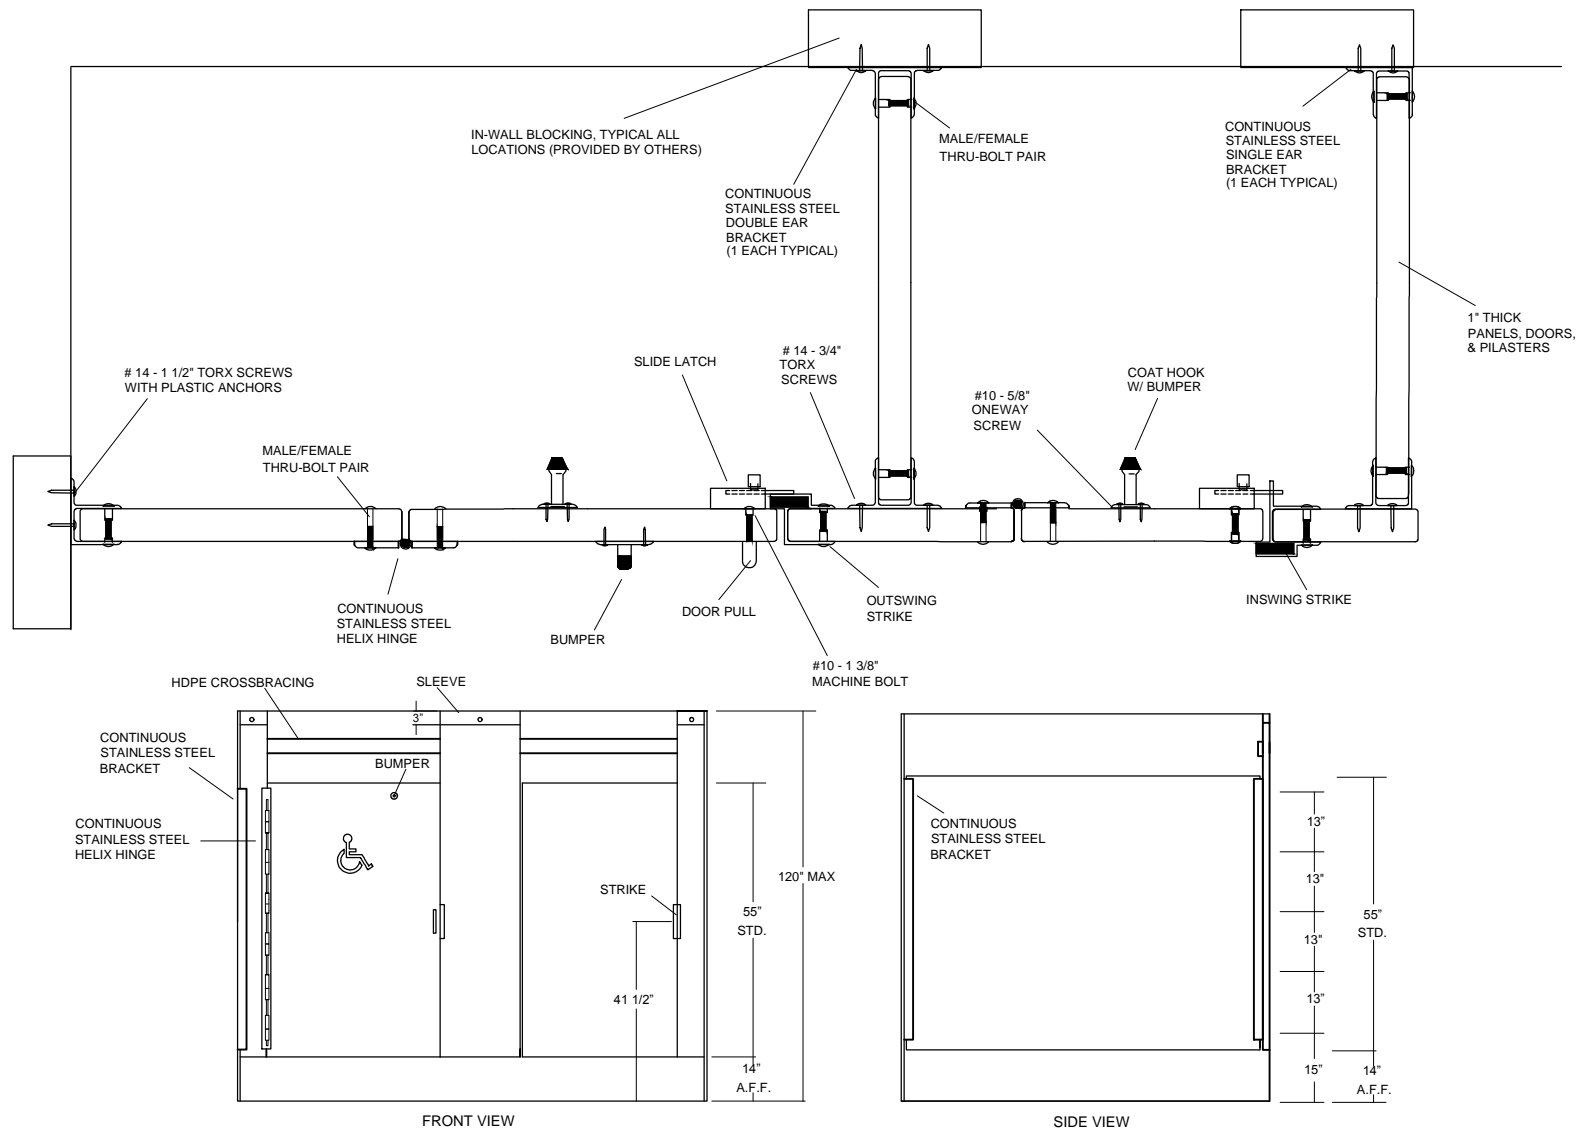 IN-WALL BLOCKING, TYPICAL ALL
LOCATIONS (PROVIDED BY OTHERS)
MALE/FEMALE
THRU-BOLT PAIR
CONTINUOUS
STAINLESS STEEL
SINGLE EAR
BRACKET
(1 EACH TYPICAL)
CONTINUOUS
STAINLESS STEEL
DOUBLE EAR
BRACKET
(1 EACH TYPICAL)
1" THICK
PANELS, DOORS,
& PILASTERS
# 14 - 1 1/2" TORX SCREWS
WITH PLASTIC ANCHORS
SLIDE LATCH
# 14 - 3/4"
TORX
SCREWS
#10 - 5/8"
ONEWAY
SCREW
COAT HOOK
W/ BUMPER
MALE/FEMALE
THRU-BOLT PAIR
CONTINUOUS
STAINLESS STEEL
HELIX HINGE
BUMPER
DOOR PULL
OUTSWING
STRIKE
INSWING STRIKE
#10 - 1 3/8"
MACHINE BOLT
HDPE CROSSBRACING
SLEEVE
3"
CONTINUOUS
STAINLESS STEEL
BRACKET
BUMPER
CONTINUOUS
STAINLESS STEEL
HELIX HINGE
STRIKE
41 1/2"
55"
STD.
120" MAX
14"
A.F.F.
FRONT VIEW
CONTINUOUS
STAINLESS STEEL
BRACKET
13"
13"
13"
13"
15"
55"
STD.
14"
A.F.F.
SIDE VIEW